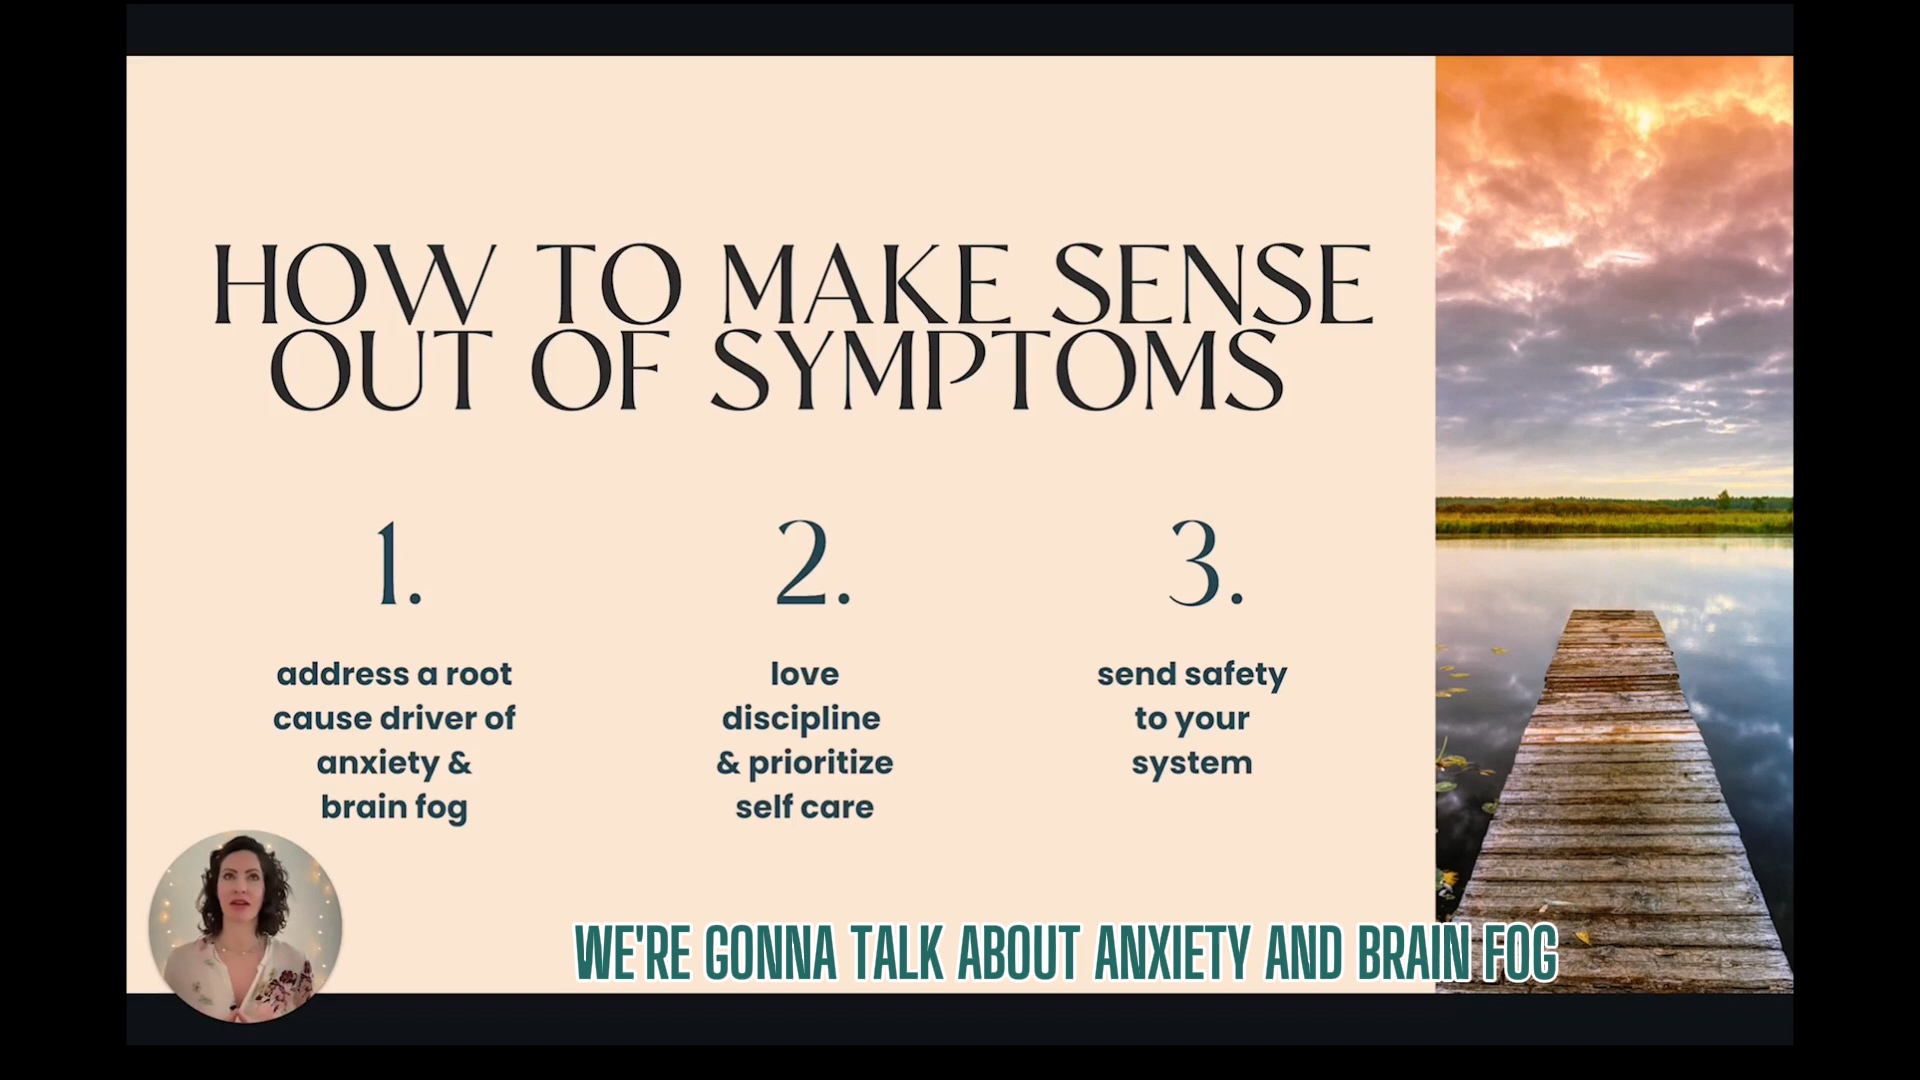 HOW TO MAKE SENSE
OUT OF SYMPTOMS
1.
address a root
cause driver of
anxiety &
brain fog
2.
love
discipline
& prioritize
self care
3.
send safety
to your
system
WE'RE GONNA TALK ABOUT ANXIETY AND BRAIN FOG